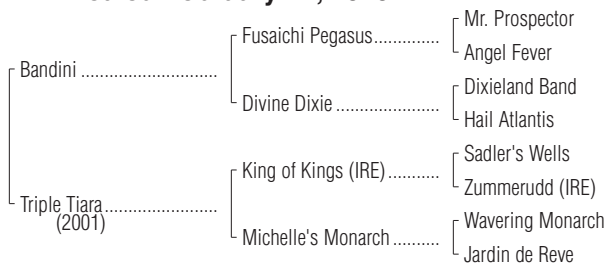 Fusaichi Pegasus..............
Mr. Prospector
Angel Fever
Bandini .............................
Divine Dixie ......................
Dixieland Band
Hail Atlantis
King of Kings (IRE)...........
Sadler's Wells
Zummerudd (IRE)
Triple Tiara........................
(2001)
Michelle's Monarch ..........
Wavering Monarch
Jardin de Reve